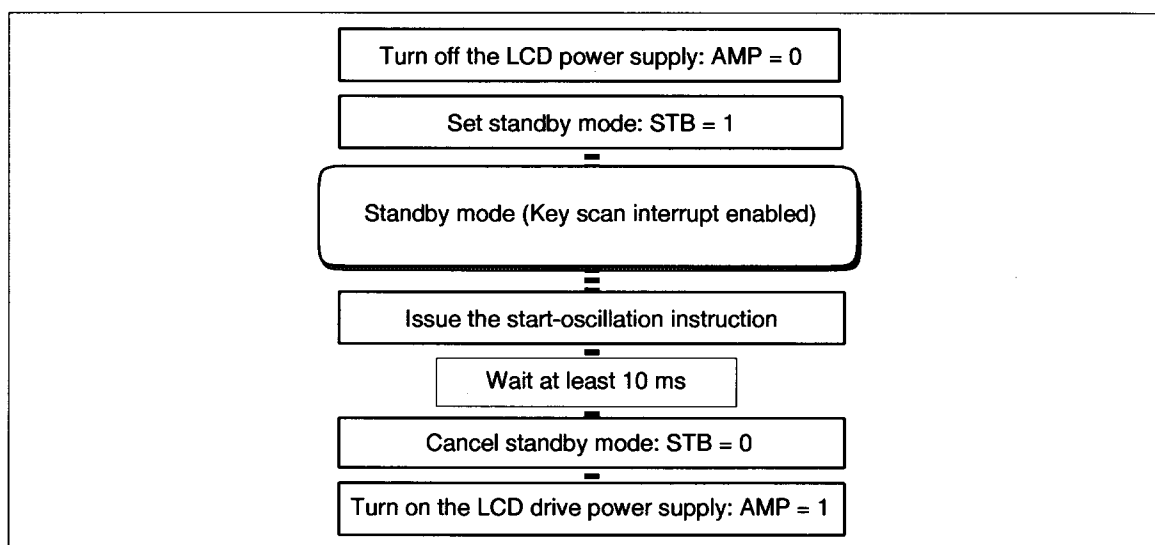 Turn off the LCD power supply: AMP = 0
Set standby mode: STB = 1
Standby mode (Key scan interrupt enabled)
Issue the start-oscillation instruction
Wait at least 10 ms
Cancel standby mode: STB = 0
Turn on the LCD drive power supply: AMP = 1